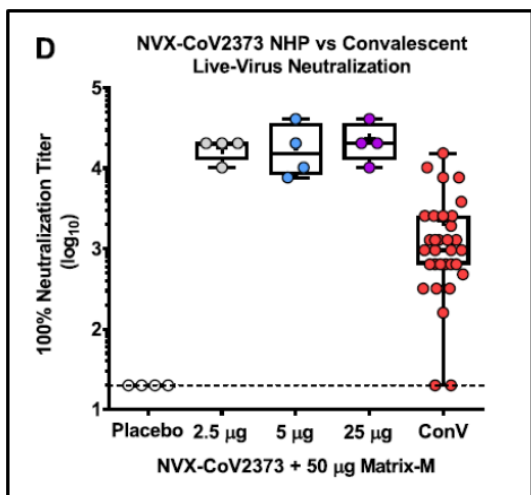 D
NVX-CoV2373 NHP vs Convalescent
Live-Virus Neutralization
100% Neutralization Titer
(log10)
5
4
3
2
1
Placebo 2.5 µg 5 µg 25 µg ConV
NVX-CoV2373 + 50 µg Matrix-M